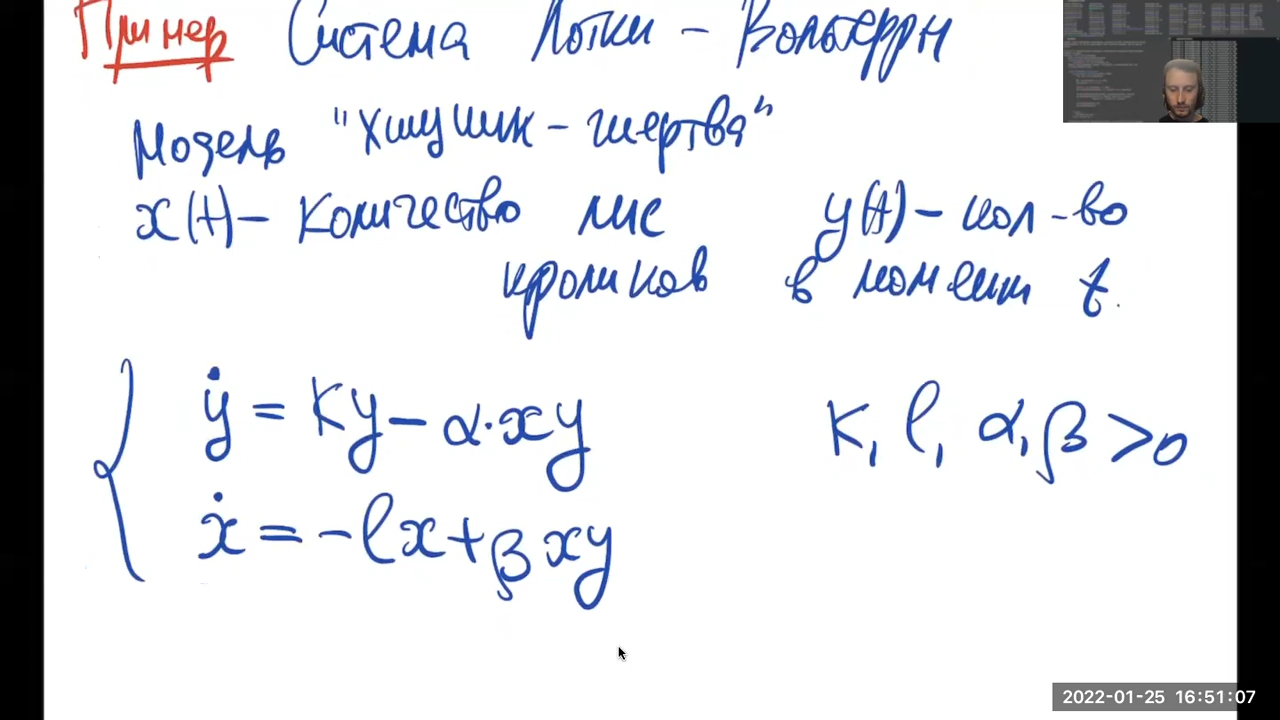 Пример Система Лотки - Вольтерры
Модель "Хищник - жертва"
x(t) - количество лис y(t) - кол-во
кроликов в момент t.
ẏ = ky - α·xy k, l, α, β > 0
ẋ = -lx + βxy
2022-01-25 16:51:07